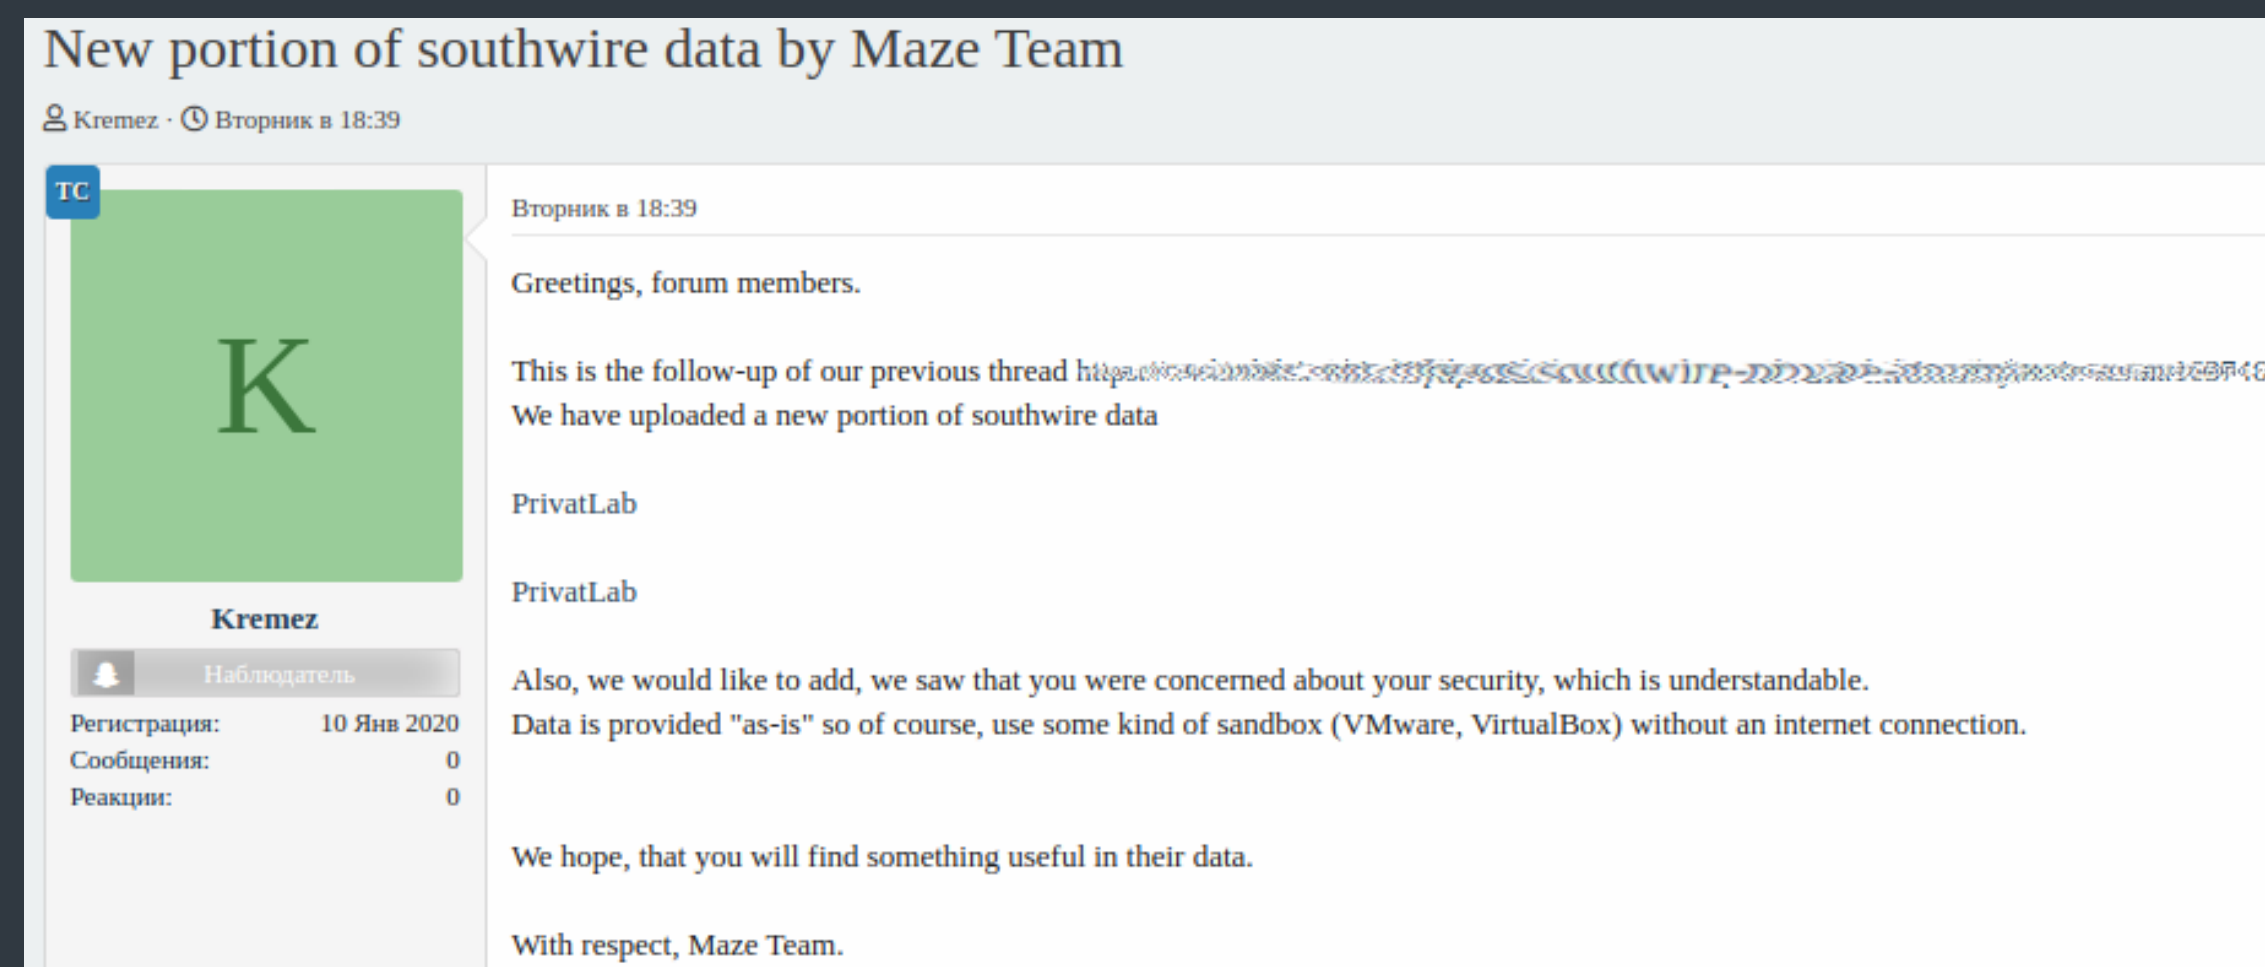 New portion of southwire data by Maze Team
Kremez · Вторник в 18:39
TC
K
Kremez
Наблюдатель
Регистрация: 10 Янв 2020
Сообщения: 0
Реакции: 0
Вторник в 18:39
Greetings, forum members.
This is the follow-up of our previous thread
We have uploaded a new portion of southwire data
PrivatLab
PrivatLab
Also, we would like to add, we saw that you were concerned about your security, which is understandable.
Data is provided "as-is" so of course, use some kind of sandbox (VMware, VirtualBox) without an internet connection.
We hope, that you will find something useful in their data.
With respect, Maze Team.